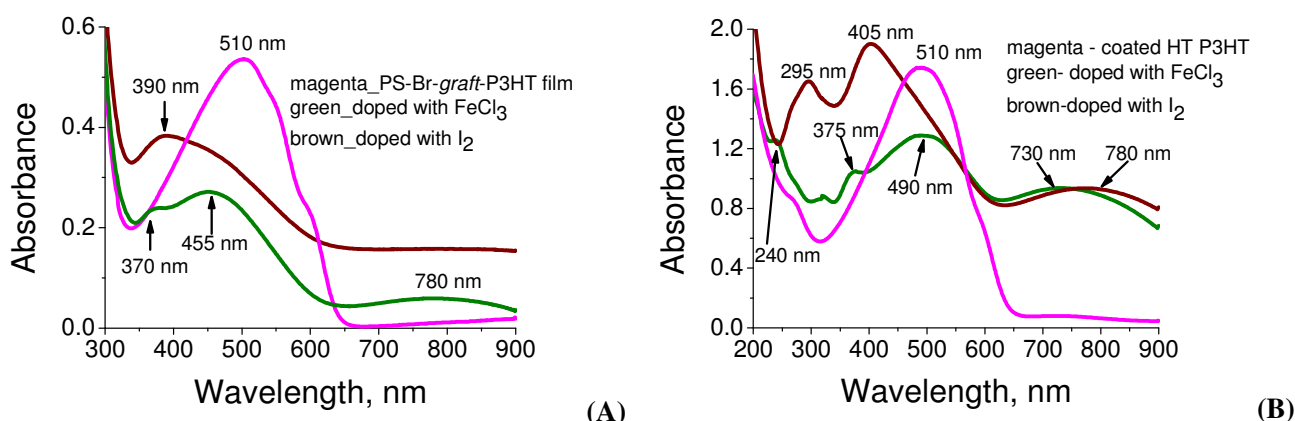 0.6
0.4
0.2
0.0
Absorbance
510 nm
390 nm
magenta_PS-Br-graft-P3HT film
green_doped with FeCl3
brown_doped with I2
370 nm
455 nm
780 nm
300 400 500 600 700 800 900
Wavelength, nm
(A)
2.0
1.6
1.2
0.8
0.4
0.0
Absorbance
405 nm
295 nm
510 nm
magenta - coated HT P3HT
green- doped with FeCl3
brown-doped with I2
375 nm
730 nm
780 nm
490 nm
240 nm
200 300 400 500 600 700 800 900
Wavelength, nm
(B)